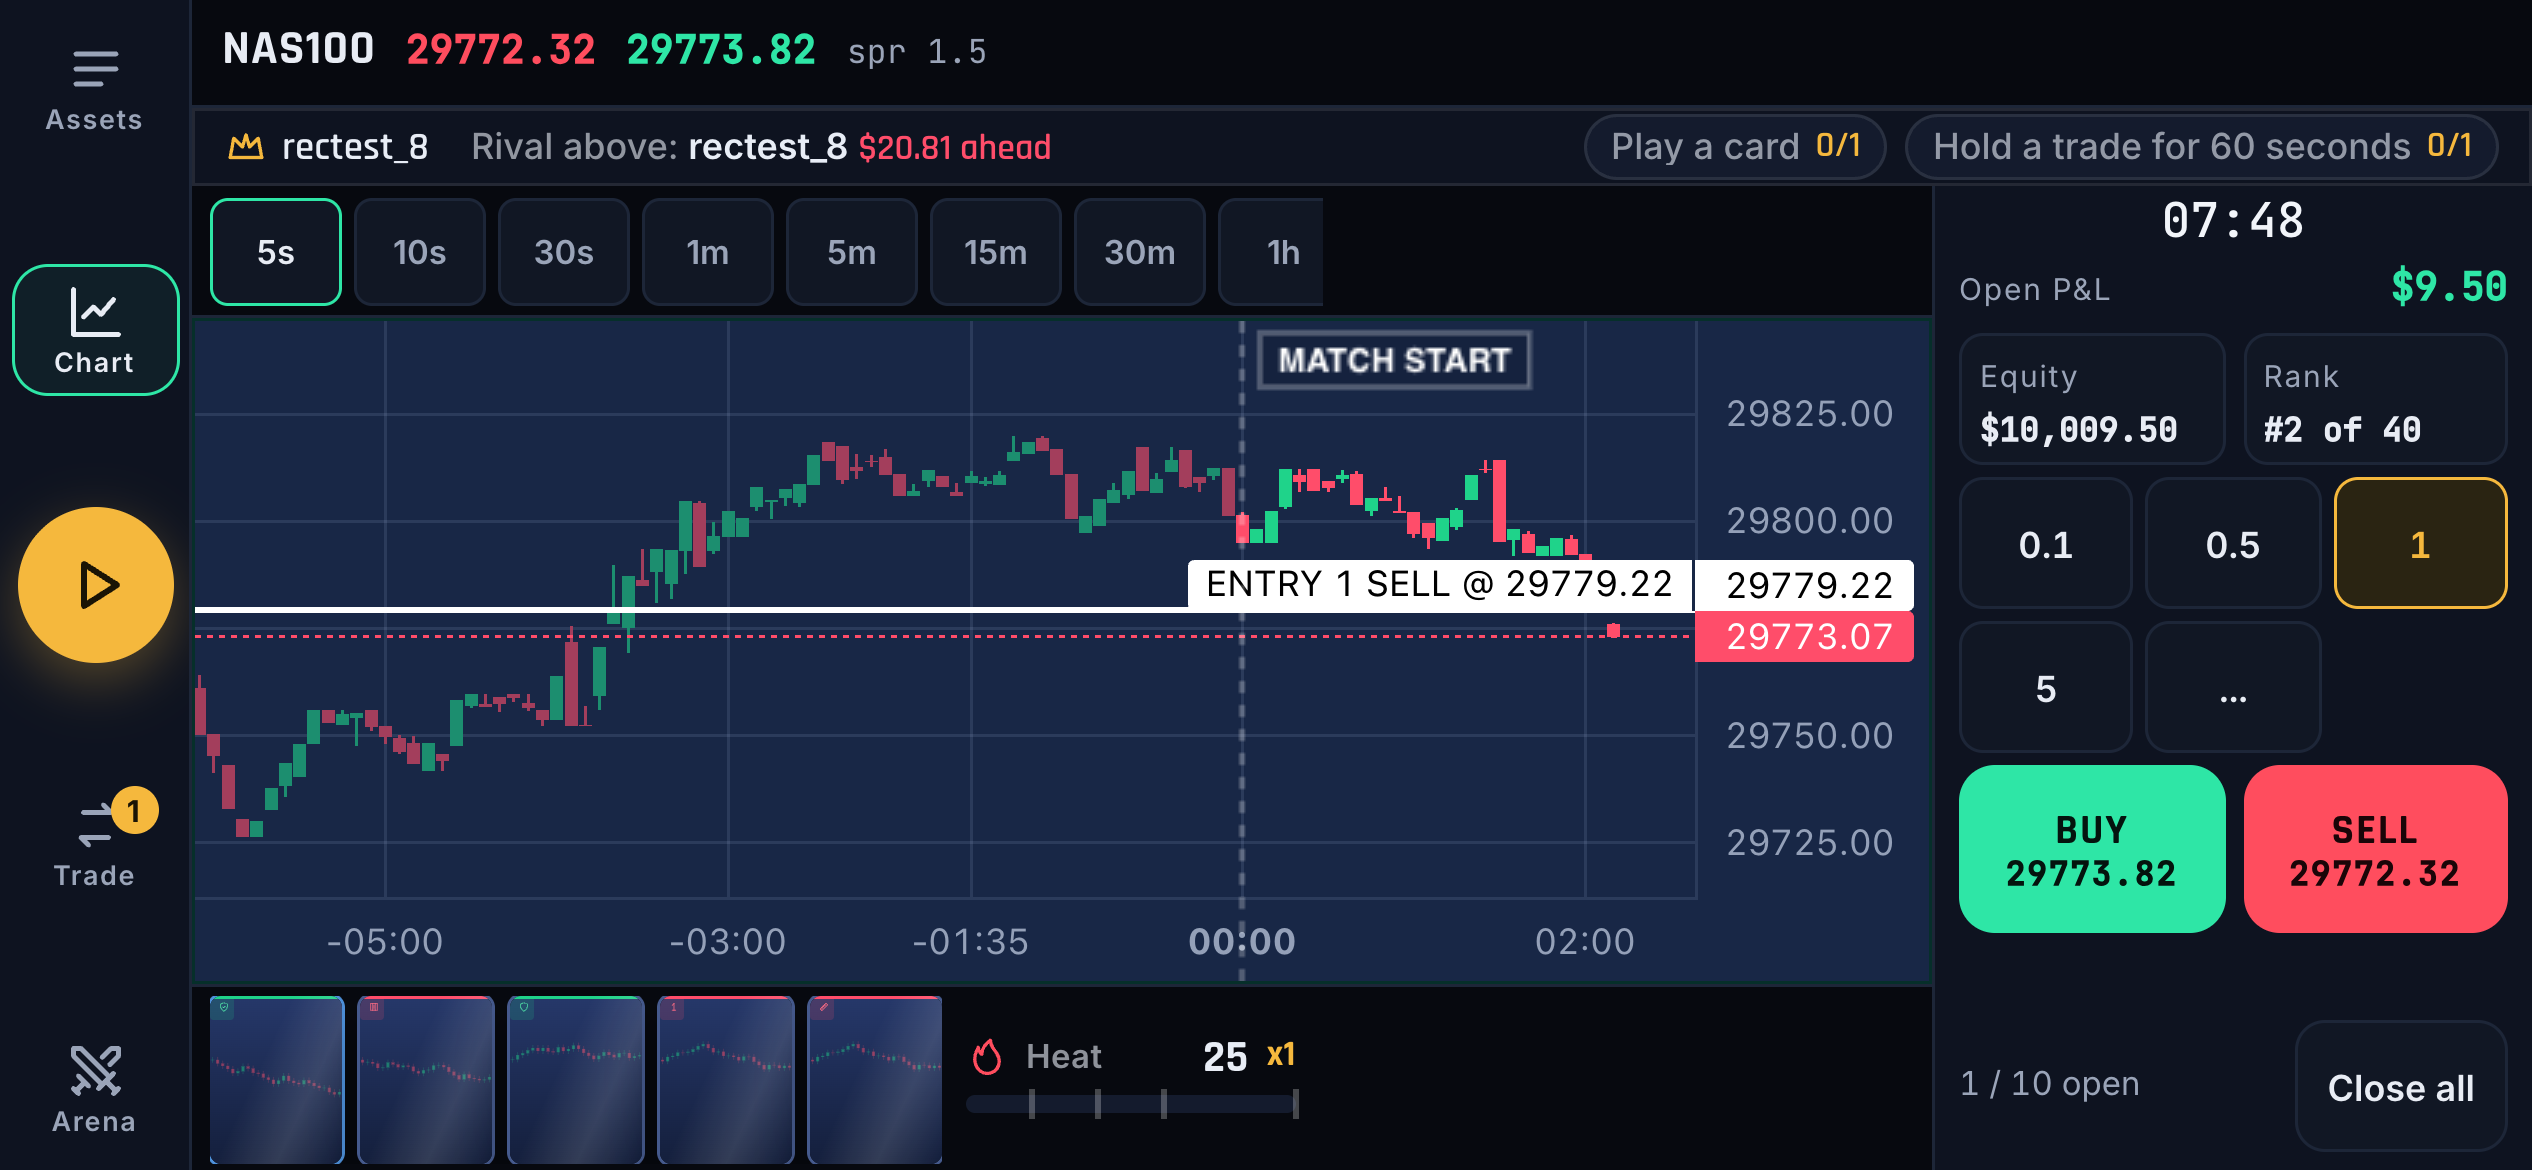 Assets
Chart
1
Trade
Arena
NAS100 29772.32 29773.82 spr 1.5
rectest_8 Rival above: rectest_8 $20.81 ahead
Play a card 0/1
Hold a trade for 60 seconds 0/1
5s 10s 30s 1m 5m 15m 30m 1h
MATCH START
29825.00
29800.00
ENTRY 1 SELL @ 29779.22
29779.22
29773.07
29750.00
29725.00
-05:00 -03:00 -01:35 00:00 02:00
Heat 25 x1
07:48
Open P&L $9.50
Equity
$10,009.50
Rank
#2 of 40
0.1 0.5 1
5 ...
BUY
29773.82
SELL
29772.32
1 / 10 open
Close all